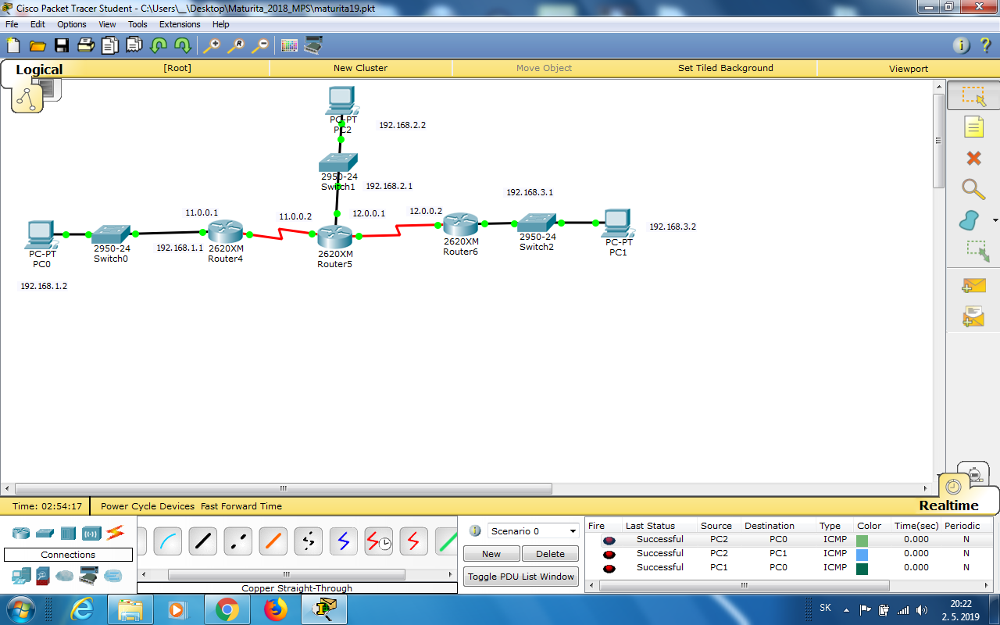 Cisco Packet Tracer Student - C:\Users\__\Desktop\Maturita_2018_MPS\maturita19.pkt
File Edit Options View Tools Extensions Help
Logical [Root] New Cluster Move Object Set Tiled Background Viewport
PC-PT
PC2
192.168.2.2
2950-24
Switch1
192.168.2.1
192.168.3.1
11.0.0.1
11.0.0.2
12.0.0.1
12.0.0.2
192.168.3.2
PC-PT
PC0
192.168.1.2
2950-24
Switch0
192.168.1.1
2620XM
Router4
2620XM
Router5
2620XM
Router6
2950-24
Switch2
PC-PT
PC1
Time: 02:54:17 Power Cycle Devices Fast Forward Time
Realtime
Connections
Copper Straight-Through
Scenario 0
New Delete
Toggle PDU List Window
Fire Last Status Source Destination Type Color Time(sec) Periodic
Successful PC2 PC0 ICMP 0.000 N
Successful PC2 PC1 ICMP 0.000 N
Successful PC1 PC0 ICMP 0.000 N
SK
20:22
2. 5. 2019